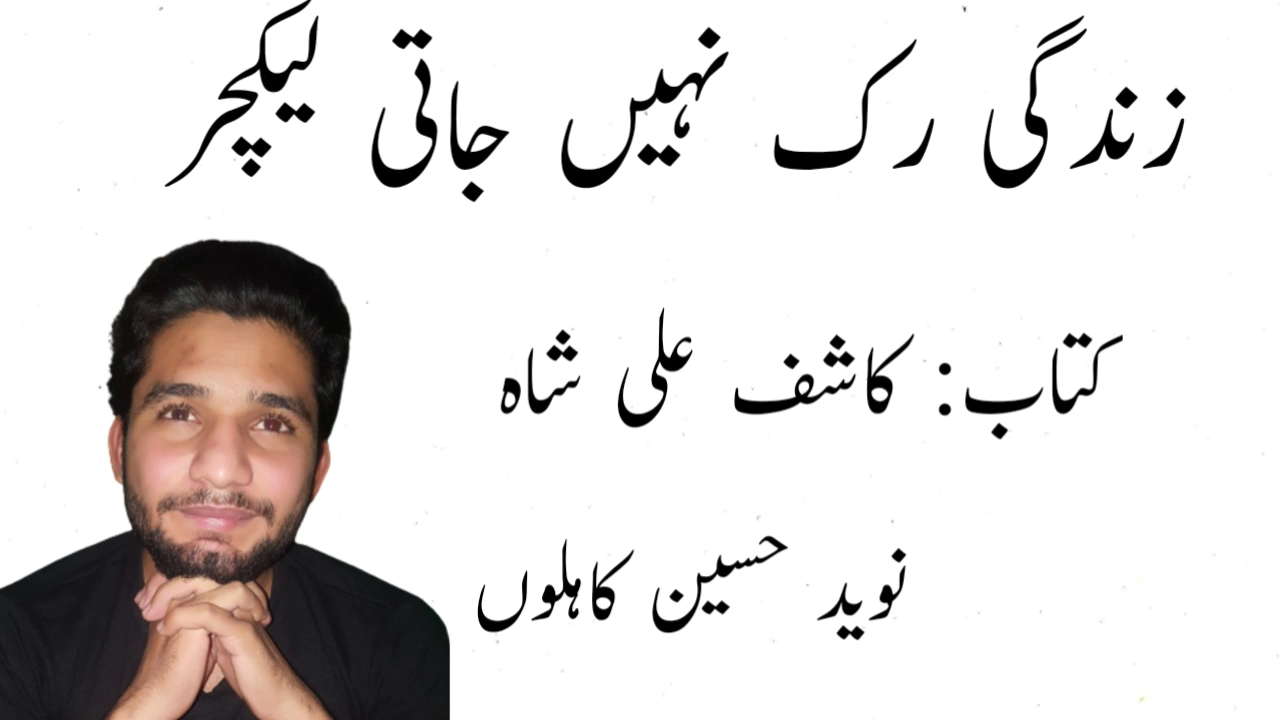 زندگی رک نہیں جاتی لیکچر
کتاب: کاشف علی شاہ
نوید حسین کاہلوں